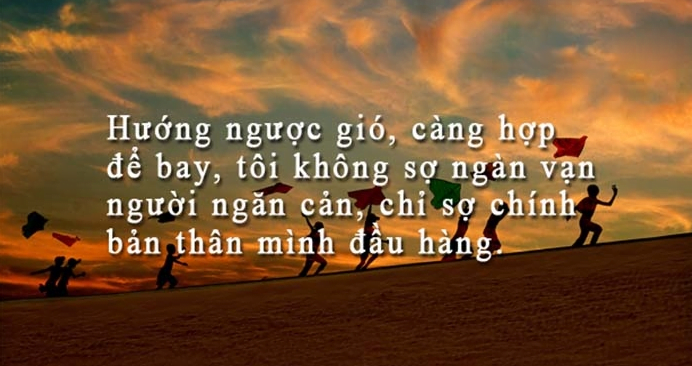 Hướng ngược gió, càng hợp
để bay, tôi không sợ ngàn vạn
người ngăn cản, chỉ sợ chính
bản thân mình đầu hàng.